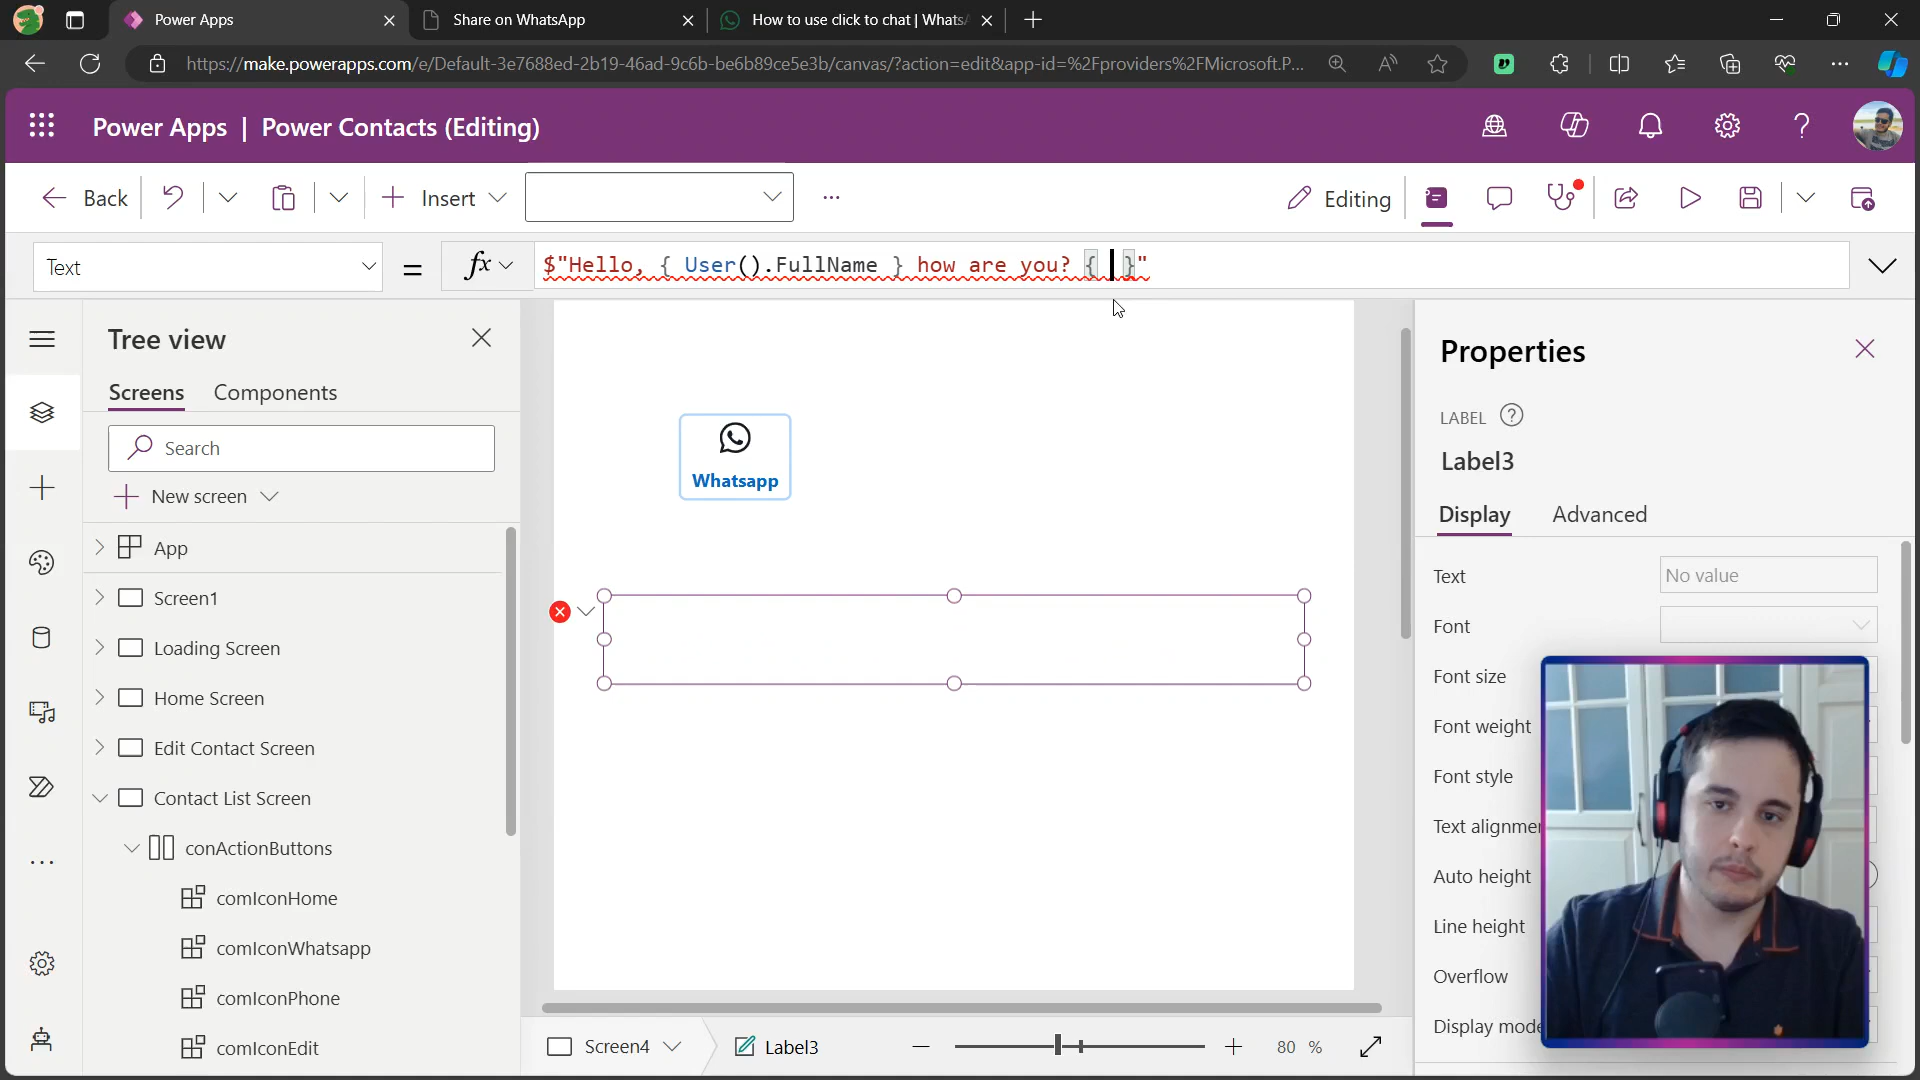 Power Apps
Share on WhatsApp
How to use click to chat | WhatsA
https://make.powerapps.com/e/Default-3e7688ed-2b19-46ad-9c6b-be6b89ce5e3b/canvas/?action=edit&app-id=%2Fproviders%2FMicrosoft.P...
Power Apps | Power Contacts (Editing)
Back
Insert
Editing
Text
=
fx
$"Hello, { User().FullName } how are you? { }"
Tree view
Screens
Components
Search
New screen
App
Screen1
Loading Screen
Home Screen
Edit Contact Screen
Contact List Screen
conActionButtons
comIconHome
comIconWhatsapp
comIconPhone
comIconEdit
Whatsapp
Screen4
Label3
80 %
Properties
LABEL
Label3
Display
Advanced
Text
No value
Font
Font size
Font weight
Font style
Text alignmen
Auto height
Line height
Overflow
Display mode